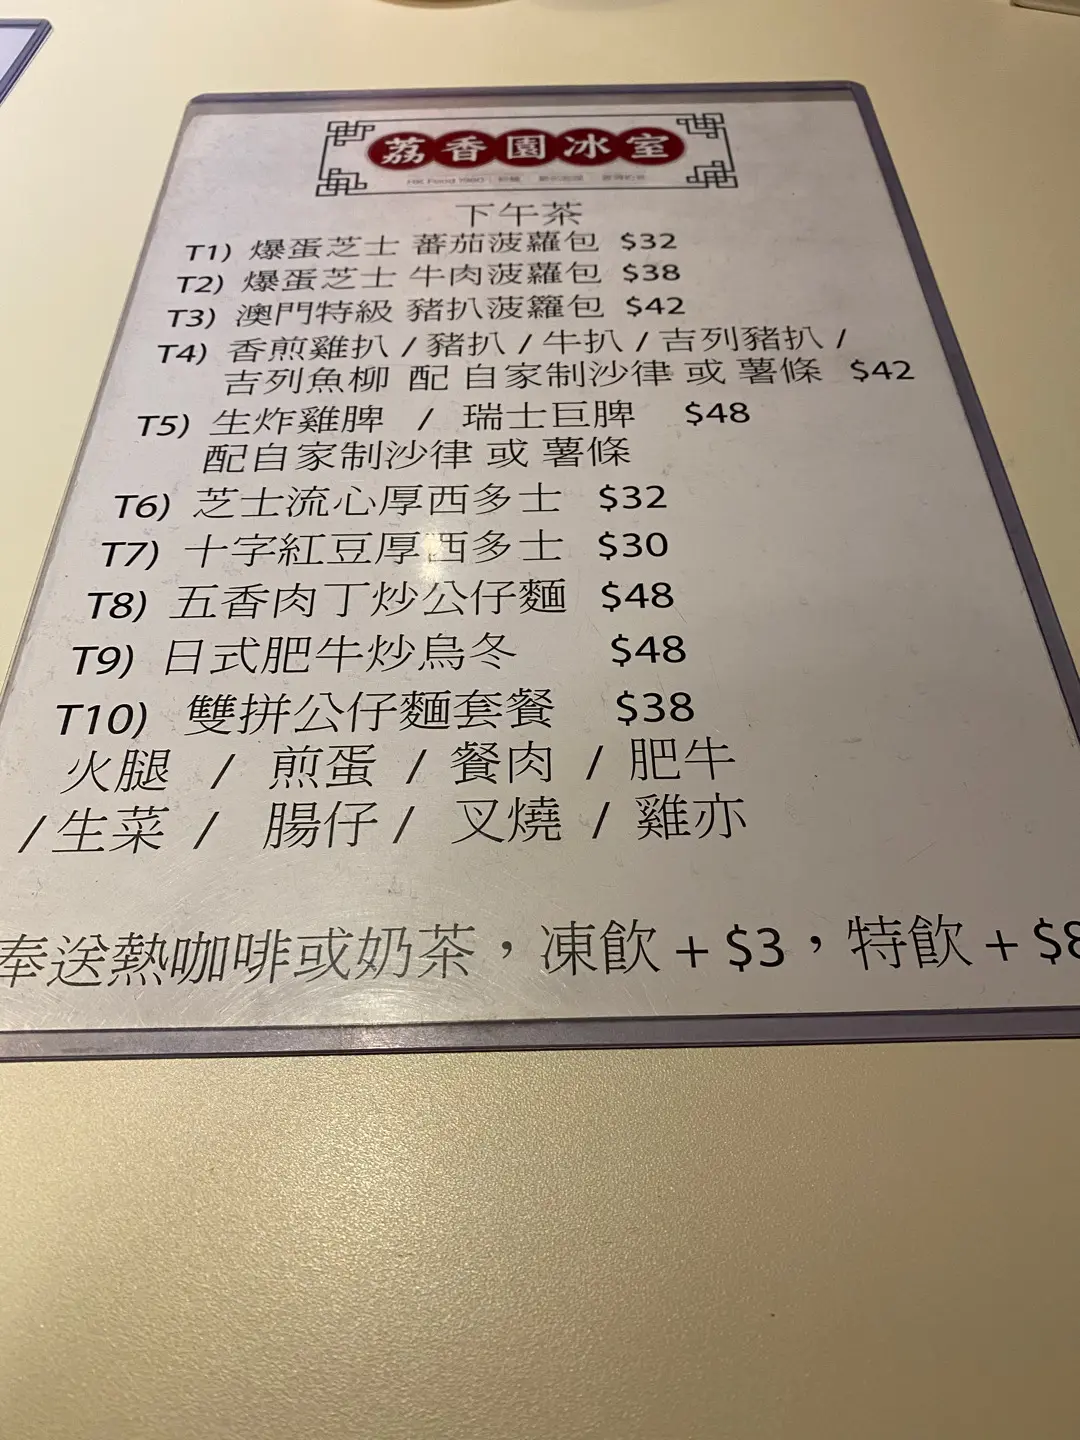 荔香園冰室
下午茶
T1) 爆蛋芝士 蕃茄菠蘿包 $32
T2) 爆蛋芝士 牛肉菠蘿包 $38
T3) 澳門特級 豬扒菠籮包 $42
T4) 香煎雞扒 / 豬扒 / 牛扒 / 吉列豬扒 /
吉列魚柳 配 自家制沙律 或 薯條 $42
T5) 生炸雞脾 / 瑞士巨脾 $48
配自家制沙律 或 薯條
T6) 芝士流心厚西多士 $32
T7) 十字紅豆厚西多士 $30
T8) 五香肉丁炒公仔麵 $48
T9) 日式肥牛炒烏冬 $48
T10) 雙拼公仔麵套餐 $38
火腿 / 煎蛋 / 餐肉 / 肥牛
/ 生菜 / 腸仔 / 叉燒 / 雞亦
奉送熱咖啡或奶茶，凍飲 + $3，特飲 + $8